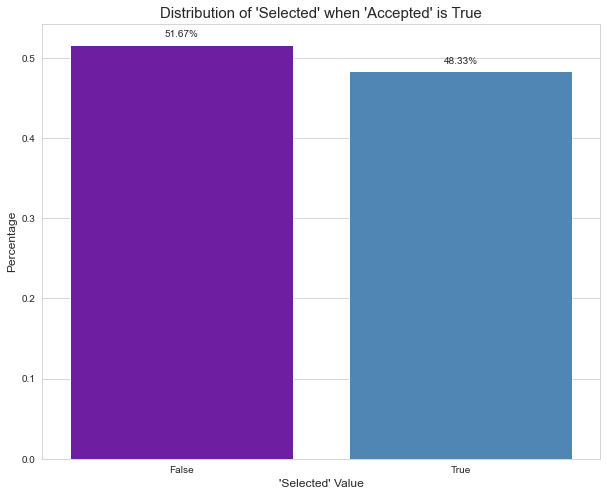 Distribution of 'Selected' when 'Accepted' is True
51.67%
48.33%
0.5
0.4
0.3
0.2
0.1
0.0
Percentage
False
True
'Selected' Value